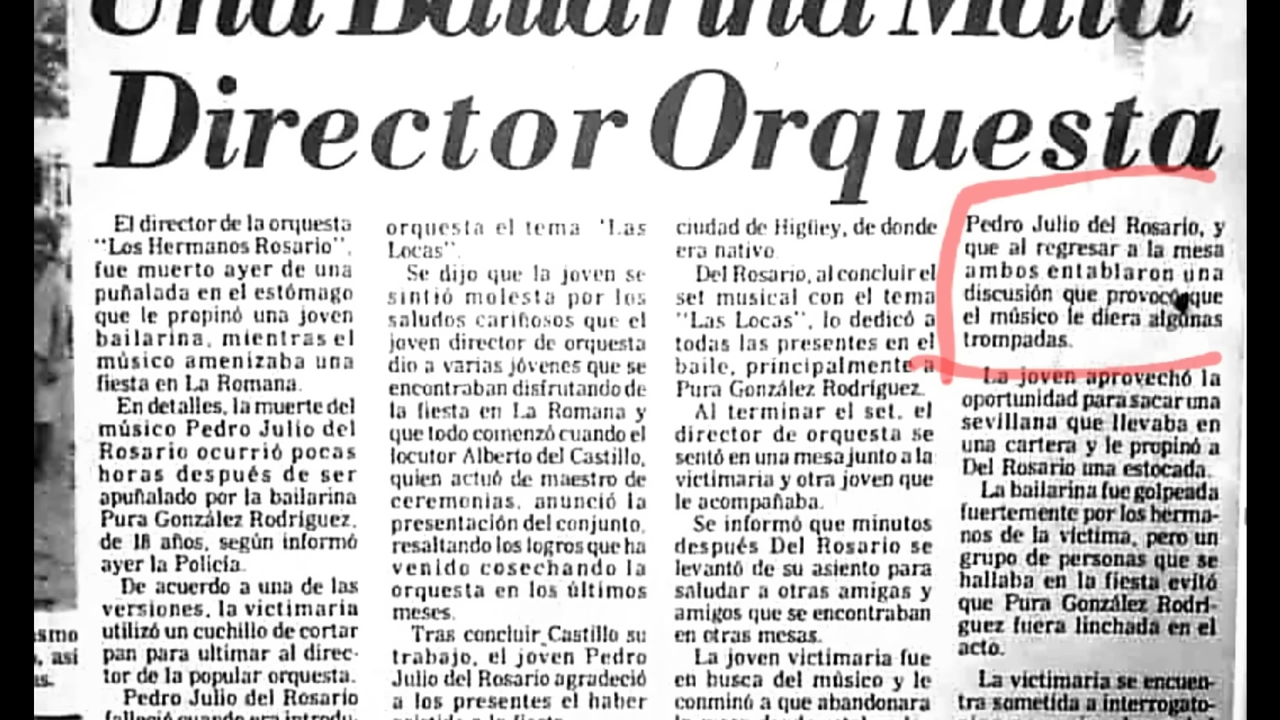 Una Bailarina Mata
Director Orquesta
El director de la orquesta
"Los Hermanos Rosario",
fue muerto ayer de una
puñalada en el estómago
que le propinó una joven
bailarina, mientras el
músico amenizaba una
fiesta en La Romana.
En detalles, la muerte del
músico Pedro Julio del
Rosario ocurrió pocas
horas después de ser
apuñalado por la bailarina
Pura González Rodríguez,
de 18 años, según informó
ayer la Policía.
De acuerdo a una de las
versiones, la victimaria
utilizó un cuchillo de cortar
pan para ultimar al direc-
tor de la popular orquesta.
Pedro Julio del Rosario
falleció cuando era introdu-
orquesta el tema 'Las
Locas".
Se dijo que la joven se
sintió molesta por los
saludos cariñosos que el
joven director de orquesta
dio a varias jóvenes que se
encontraban disfrutando de
la fiesta en La Romana y
que todo comenzó cuando el
locutor Alberto del Castillo,
quien actuó de maestro de
ceremonias, anunció la
presentación del conjunto,
resaltando los logros que ha
venido cosechando la
orquesta en los últimos
meses.
Tras concluir Castillo su
trabajo, el joven Pedro
Julio del Rosario agradeció
a los presentes el haber
ciudad de Higüey, de donde
era nativo.
Del Rosario, al concluir el
set musical con el tema
"Las Locas", lo dedicó a
todas las presentes en el
baile, principalmente a
Pura González Rodríguez.
Al terminar el set, el
director de orquesta se
sentó en una mesa junto a la
victimaria y otra joven que
le acompañaba.
Se informó que minutos
después Del Rosario se
levantó de su asiento para
saludar a otras amigas y
amigos que se encontraban
en otras mesas.
La joven victimaria fue
en busca del músico y le
conminó a que abandonara
Pedro Julio del Rosario, y
que al regresar a la mesa
ambos entablaron una
discusión que provocó que
el músico le diera algunas
trompadas.
La joven aprovechó la
oportunidad para sacar una
sevillana que llevaba en
una cartera y le propinó a
Del Rosario una estocada.
La bailarina fue golpeada
fuertemente por los herma-
nos de la víctima, pero un
grupo de personas que se
hallaba en la fiesta evitó
que Pura González Rodrí-
guez fuera linchada en el
acto.
La victimaria se encuen-
tra sometida a interrogato-
asmo
, así
as.